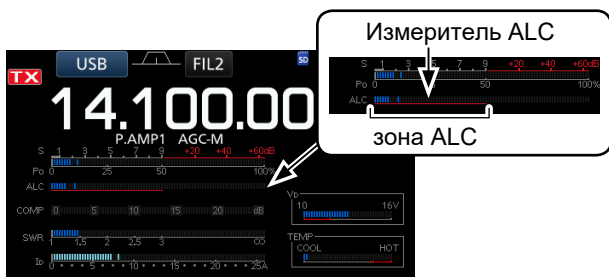 Измеритель ALC
S 1 3 5 7 9 +20 +40 +60dB
Po 0 50 100%
ALC
зона ALC
USB FIL2 SD
TX
14.100.00
P.AMP1 AGC-M
S 1 3 5 7 9 +20 +40 +60dB
Po 0 25 50 100%
ALC
COMP 0 5 10 15 20 dB
SWR 1 1.5 2 2.5 3 ∞
ID 0 5 10 15 20 25A
VD
10 16V
TEMP
COOL HOT